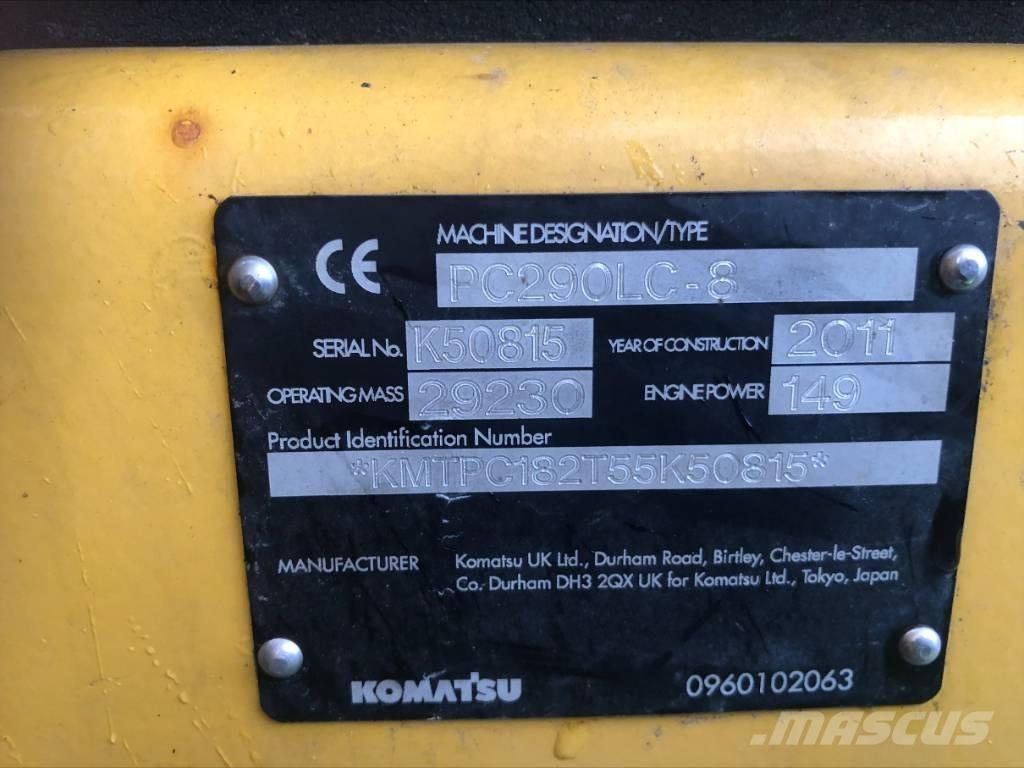 CE
MACHINE DESIGNATION/TYPE
PC290LC-8
SERIAL No. K50815 YEAR OF CONSTRUCTION 2011
OPERATING MASS 29230 ENGINE POWER 149
Product Identification Number
*KMTPC182T55K50815*
MANUFACTURER Komatsu UK Ltd., Durham Road, Birtley, Chester-le-Street,
Co. Durham DH3 2QX UK for Komatsu Ltd., Tokyo, Japan
KOMATSU 0960102063
MASCUS